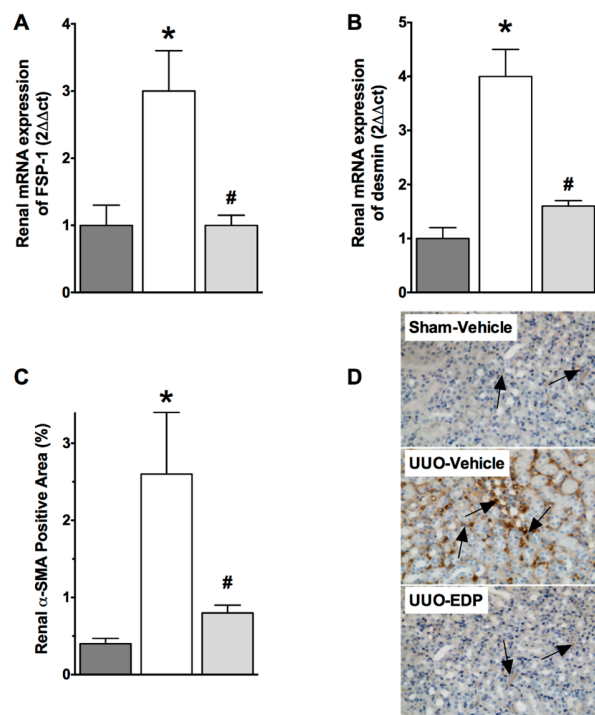 A
Renal mRNA expression
of FSP-1 (2ΔΔct)
4
3
2
1
0
*
#
B
Renal mRNA expression
of desmin (2ΔΔct)
5
4
3
2
1
0
*
#
C
Renal α-SMA Positive Area (%)
3
2
1
0
*
#
D
Sham-Vehicle
UUO-Vehicle
UUO-EDP